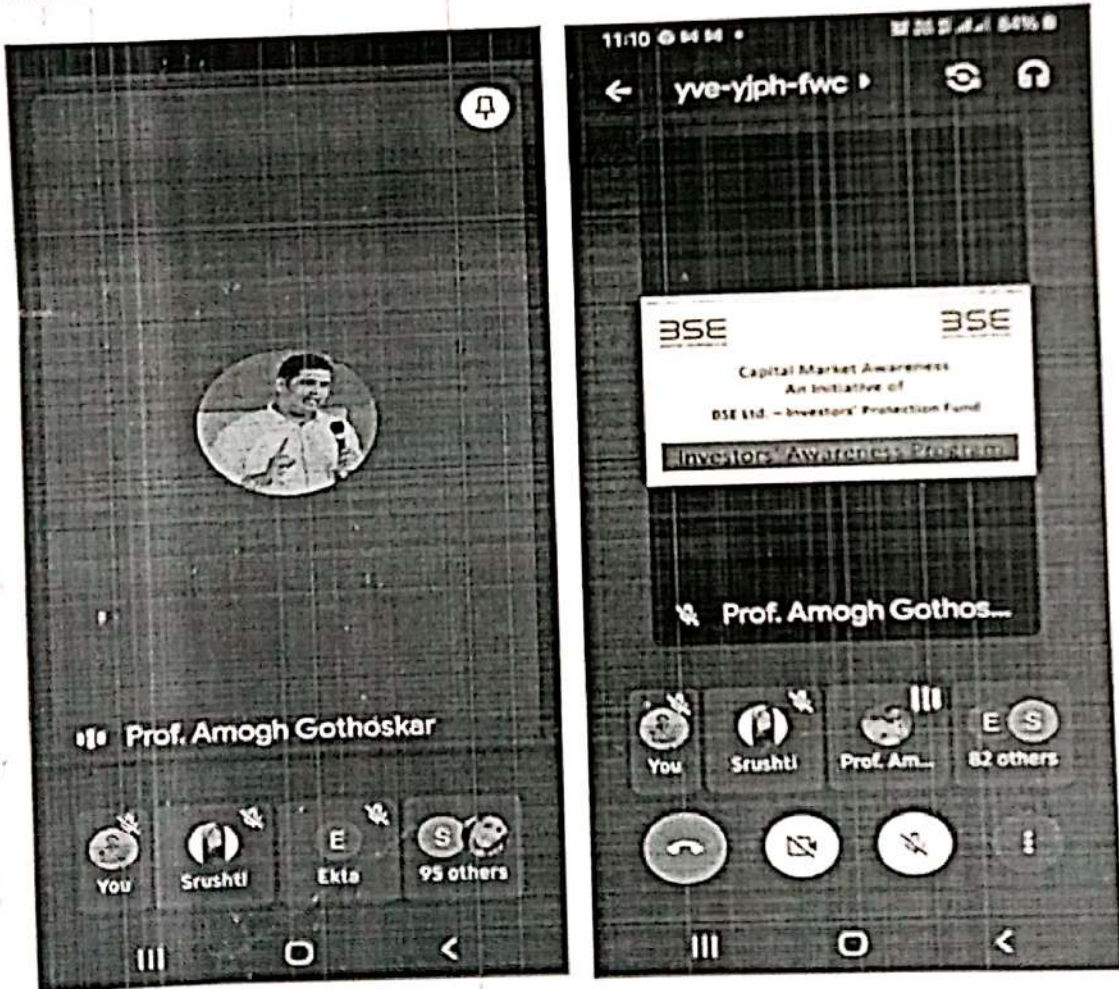 Prof. Amogh Gothoskar
You
Srushti
E
Ekta
S
95 others
11:10
64%
yve-yjph-fwc
BSE
BSE
Capital Market Awareness
An Initiative of
BSE Ltd. – Investors' Protection Fund
Investors' Awareness Program
Prof. Amogh Gothos...
You
Srushti
Prof. Am...
E S
82 others